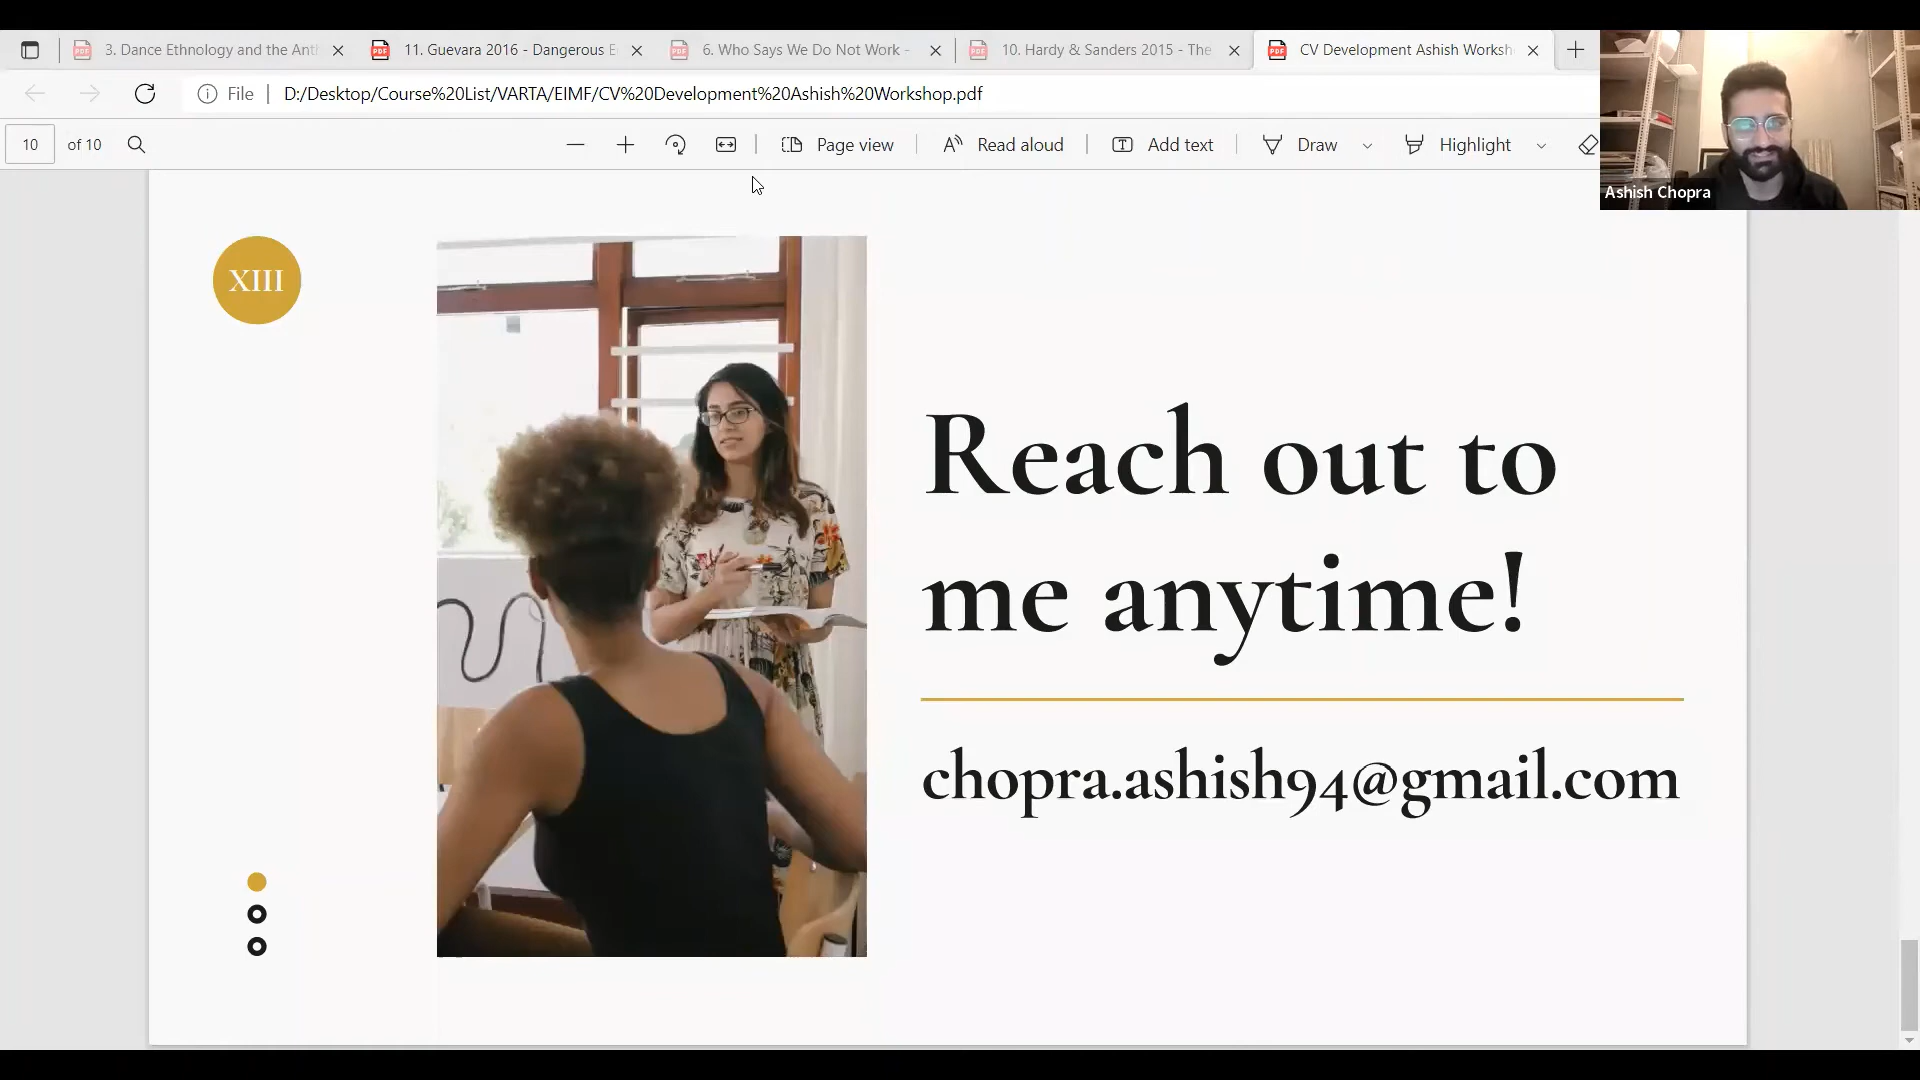 3. Dance Ethnology and the Ant
11. Guevara 2016 - Dangerous E
6. Who Says We Do Not Work -
10. Hardy & Sanders 2015 - The
CV Development Ashish Worksh
File
D:/Desktop/Course%20List/VARTA/EIMF/CV%20Development%20Ashish%20Workshop.pdf
10 of 10
Page view
Read aloud
Add text
Draw
Highlight
Ashish Chopra
XIII
Reach out to
me anytime!
chopra.ashish94@gmail.com